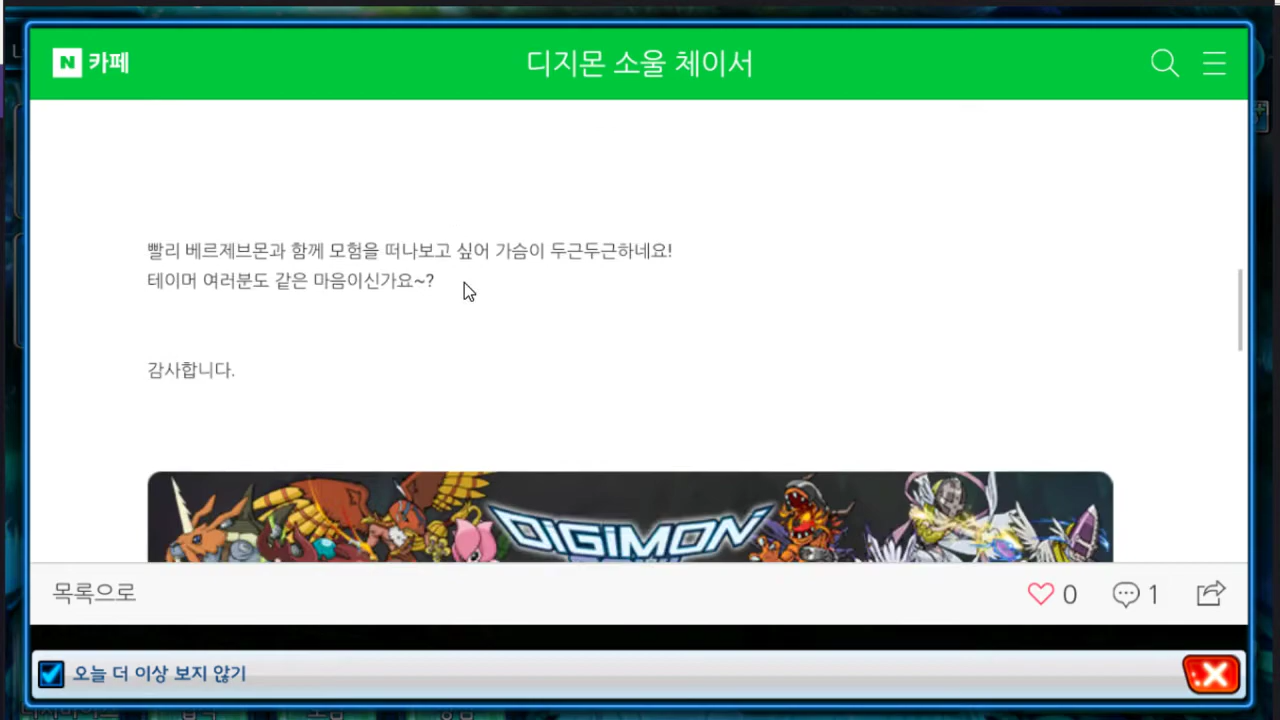 N 카페
디지몬 소울 체이서
빨리 베르제브몬과 함께 모험을 떠나보고 싶어 가슴이 두근두근하네요!
테이머 여러분도 같은 마음이신가요~?
감사합니다.
DIGIMON
목록으로
0
1
오늘 더 이상 보지 않기